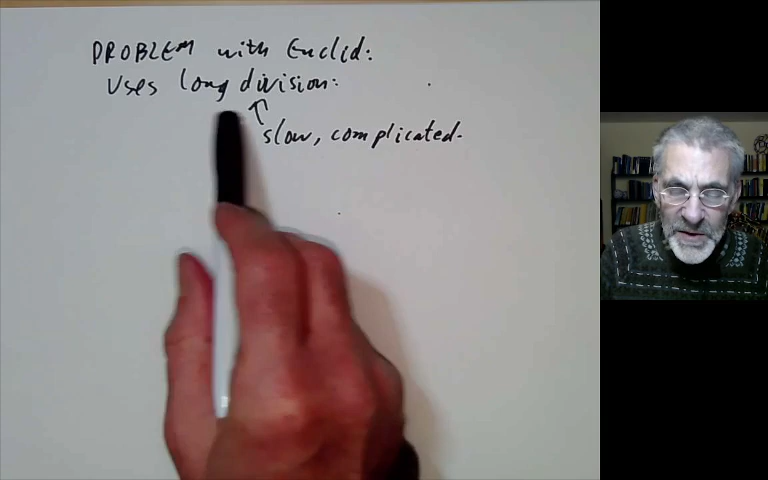 PROBLEM with Euclid:
Uses long division:
slow, complicated.